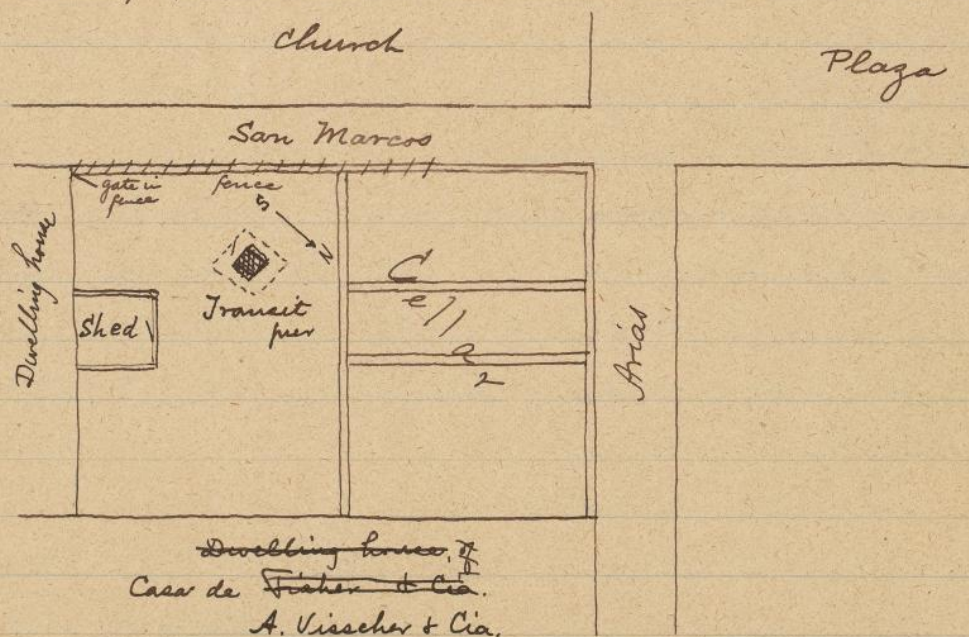 Church
Plaza
San Marcos
gate in
fence
fence
S
N
Dwelling house
Transit
pier
Shed
Arias
Dwelling house, of
Casa de Fisher & Cia.
A. Visscher & Cia,